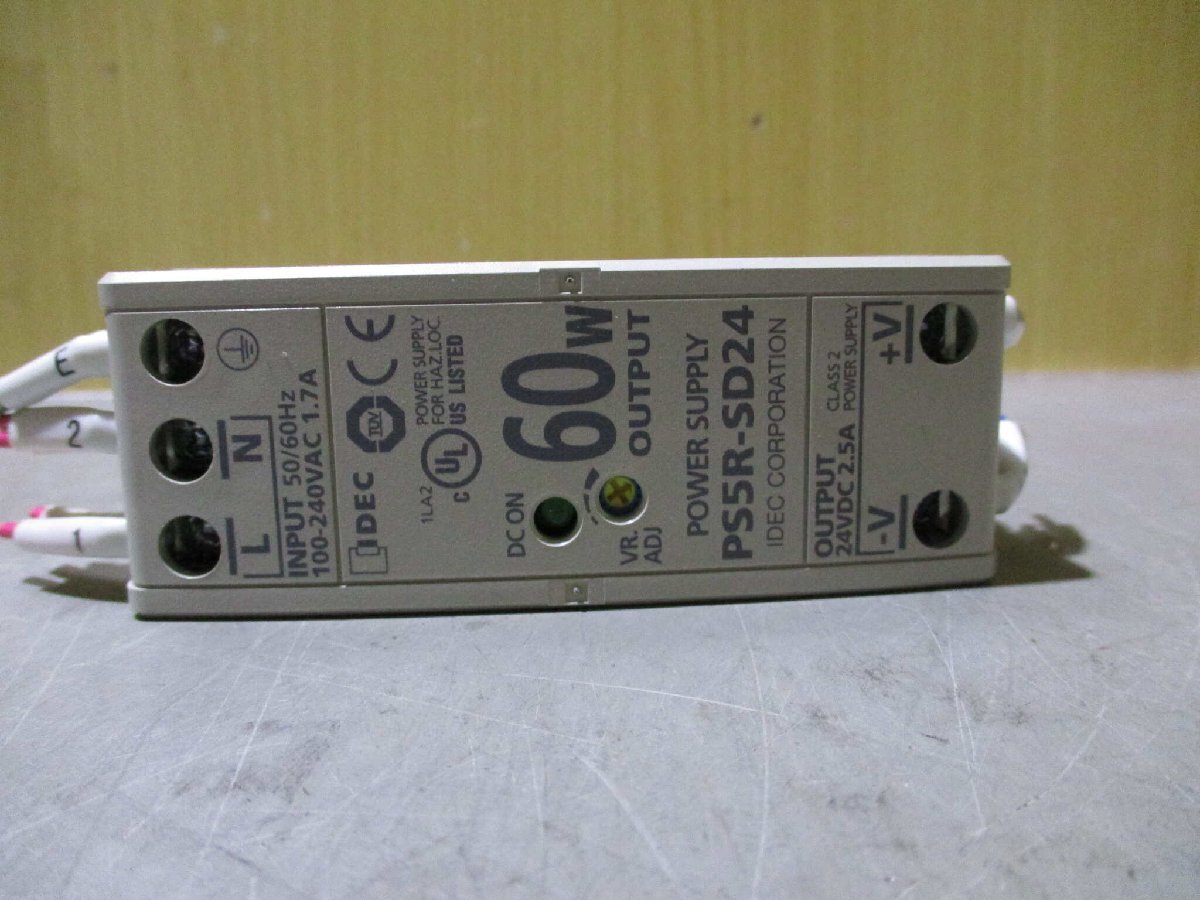 E
2
1
N
L
INPUT 50/60Hz
100-240VAC 1.7A
IDEC
TUV
CE
1LA2
POWER SUPPLY
FOR HAZ.LOC.
C UL US LISTED
60W
OUTPUT
DC ON
VR.
ADJ
POWER SUPPLY
PS5R-SD24
IDEC CORPORATION
OUTPUT
24VDC 2.5A
CLASS 2
POWER SUPPLY
+V
-V